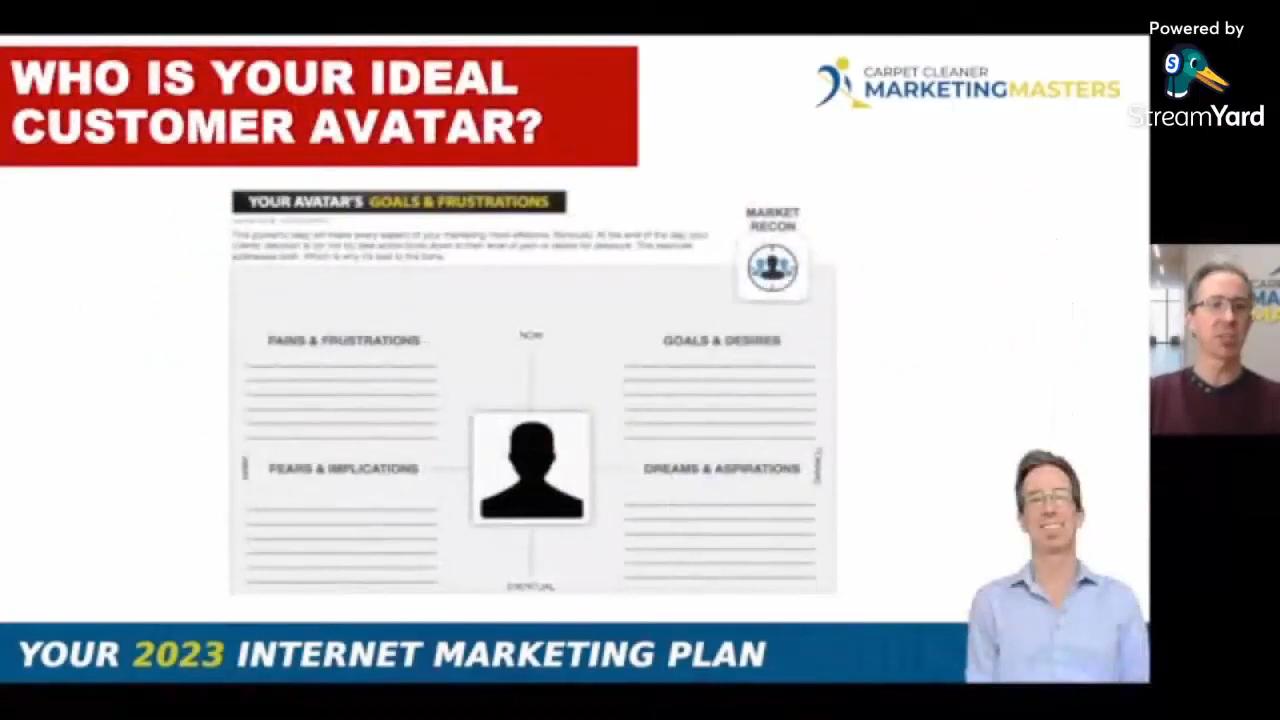 Powered by
StreamYard
WHO IS YOUR IDEAL
CUSTOMER AVATAR?
CARPET CLEANER
MARKETINGMASTERS
YOUR AVATAR'S GOALS & FRUSTRATIONS
MARKET
RECON
NOW
PAINS & FRUSTRATIONS
GOALS & DESIRES
FEARS & IMPLICATIONS
DREAMS & ASPIRATIONS
EVENTUAL
YOUR 2023 INTERNET MARKETING PLAN